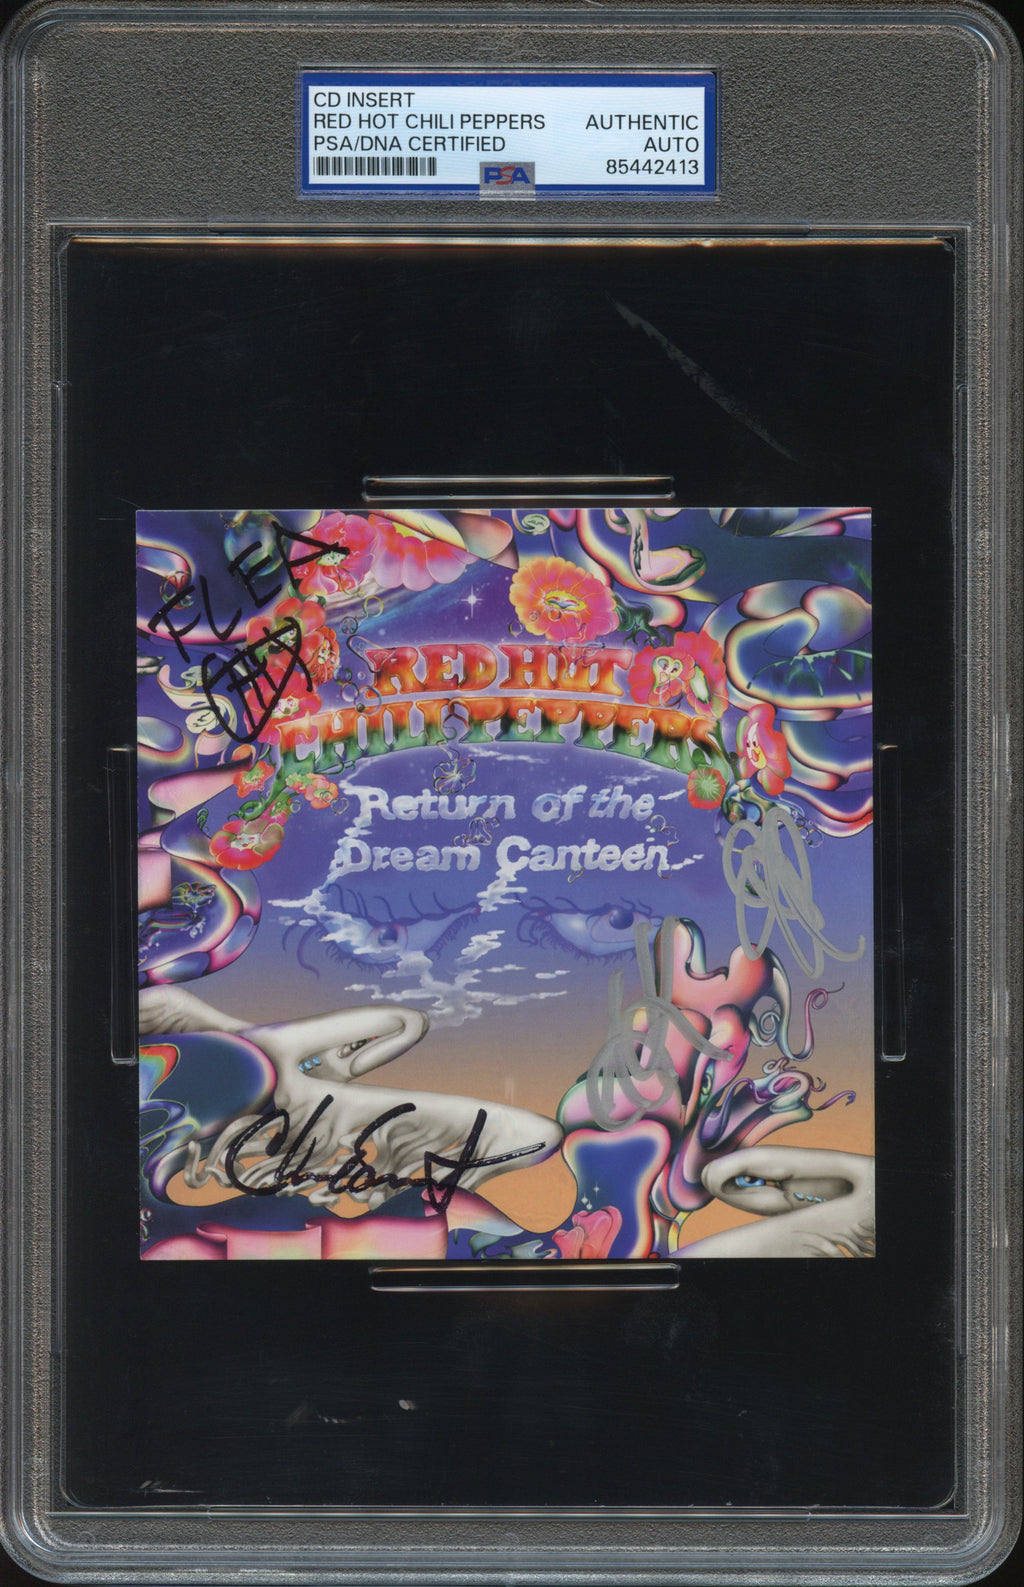 CD INSERT
RED HOT CHILI PEPPERS
PSA/DNA CERTIFIED
AUTHENTIC
AUTO
85442413
PSA
FLEA
RED HOT
CHILI PEPPERS
Return of the
Dream Canteen